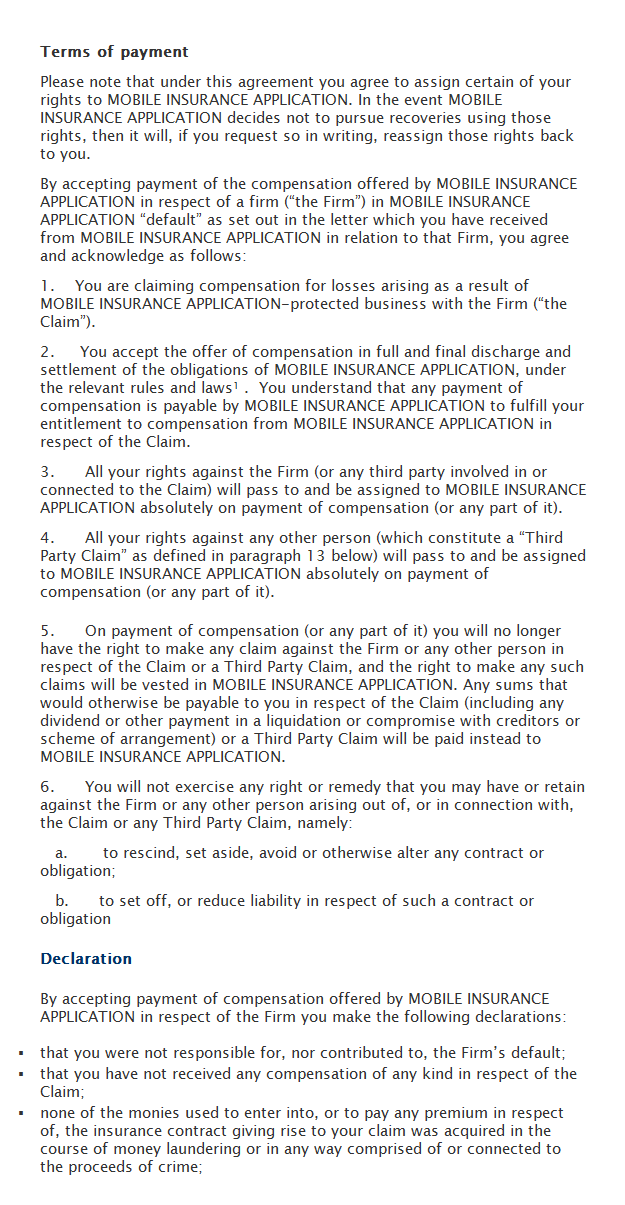 Terms of payment
Please note that under this agreement you agree to assign certain of your
rights to MOBILE INSURANCE APPLICATION. In the event MOBILE
INSURANCE APPLICATION decides not to pursue recoveries using those
rights, then it will, if you request so in writing, reassign those rights back
to you.
By accepting payment of the compensation offered by MOBILE INSURANCE
APPLICATION in respect of a firm (“the Firm”) in MOBILE INSURANCE
APPLICATION “default” as set out in the letter which you have received
from MOBILE INSURANCE APPLICATION in relation to that Firm, you agree
and acknowledge as follows:
1. You are claiming compensation for losses arising as a result of
MOBILE INSURANCE APPLICATION-protected business with the Firm (“the
Claim”).
2. You accept the offer of compensation in full and final discharge and
settlement of the obligations of MOBILE INSURANCE APPLICATION, under
the relevant rules and laws¹ . You understand that any payment of
compensation is payable by MOBILE INSURANCE APPLICATION to fulfill your
entitlement to compensation from MOBILE INSURANCE APPLICATION in
respect of the Claim.
3. All your rights against the Firm (or any third party involved in or
connected to the Claim) will pass to and be assigned to MOBILE INSURANCE
APPLICATION absolutely on payment of compensation (or any part of it).
4. All your rights against any other person (which constitute a “Third
Party Claim” as defined in paragraph 13 below) will pass to and be assigned
to MOBILE INSURANCE APPLICATION absolutely on payment of
compensation (or any part of it).
5. On payment of compensation (or any part of it) you will no longer
have the right to make any claim against the Firm or any other person in
respect of the Claim or a Third Party Claim, and the right to make any such
claims will be vested in MOBILE INSURANCE APPLICATION. Any sums that
would otherwise be payable to you in respect of the Claim (including any
dividend or other payment in a liquidation or compromise with creditors or
scheme of arrangement) or a Third Party Claim will be paid instead to
MOBILE INSURANCE APPLICATION.
6. You will not exercise any right or remedy that you may have or retain
against the Firm or any other person arising out of, or in connection with,
the Claim or any Third Party Claim, namely:
a. to rescind, set aside, avoid or otherwise alter any contract or
obligation;
b. to set off, or reduce liability in respect of such a contract or
obligation
Declaration
By accepting payment of compensation offered by MOBILE INSURANCE
APPLICATION in respect of the Firm you make the following declarations:
▪ that you were not responsible for, nor contributed to, the Firm’s default;
▪ that you have not received any compensation of any kind in respect of the
Claim;
▪ none of the monies used to enter into, or to pay any premium in respect
of, the insurance contract giving rise to your claim was acquired in the
course of money laundering or in any way comprised of or connected to
the proceeds of crime;